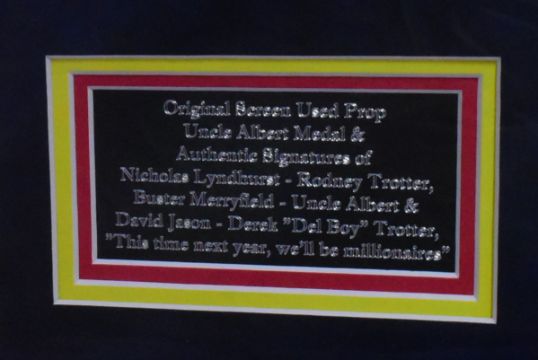 Original Screen Used Prop
Uncle Albert Medal &
Authentic Signatures of
Nicholas Lyndhurst - Rodney Trotter,
Buster Merryfield - Uncle Albert &
David Jason - Derek "Del Boy" Trotter,
"This time next year, we'll be millionaires"